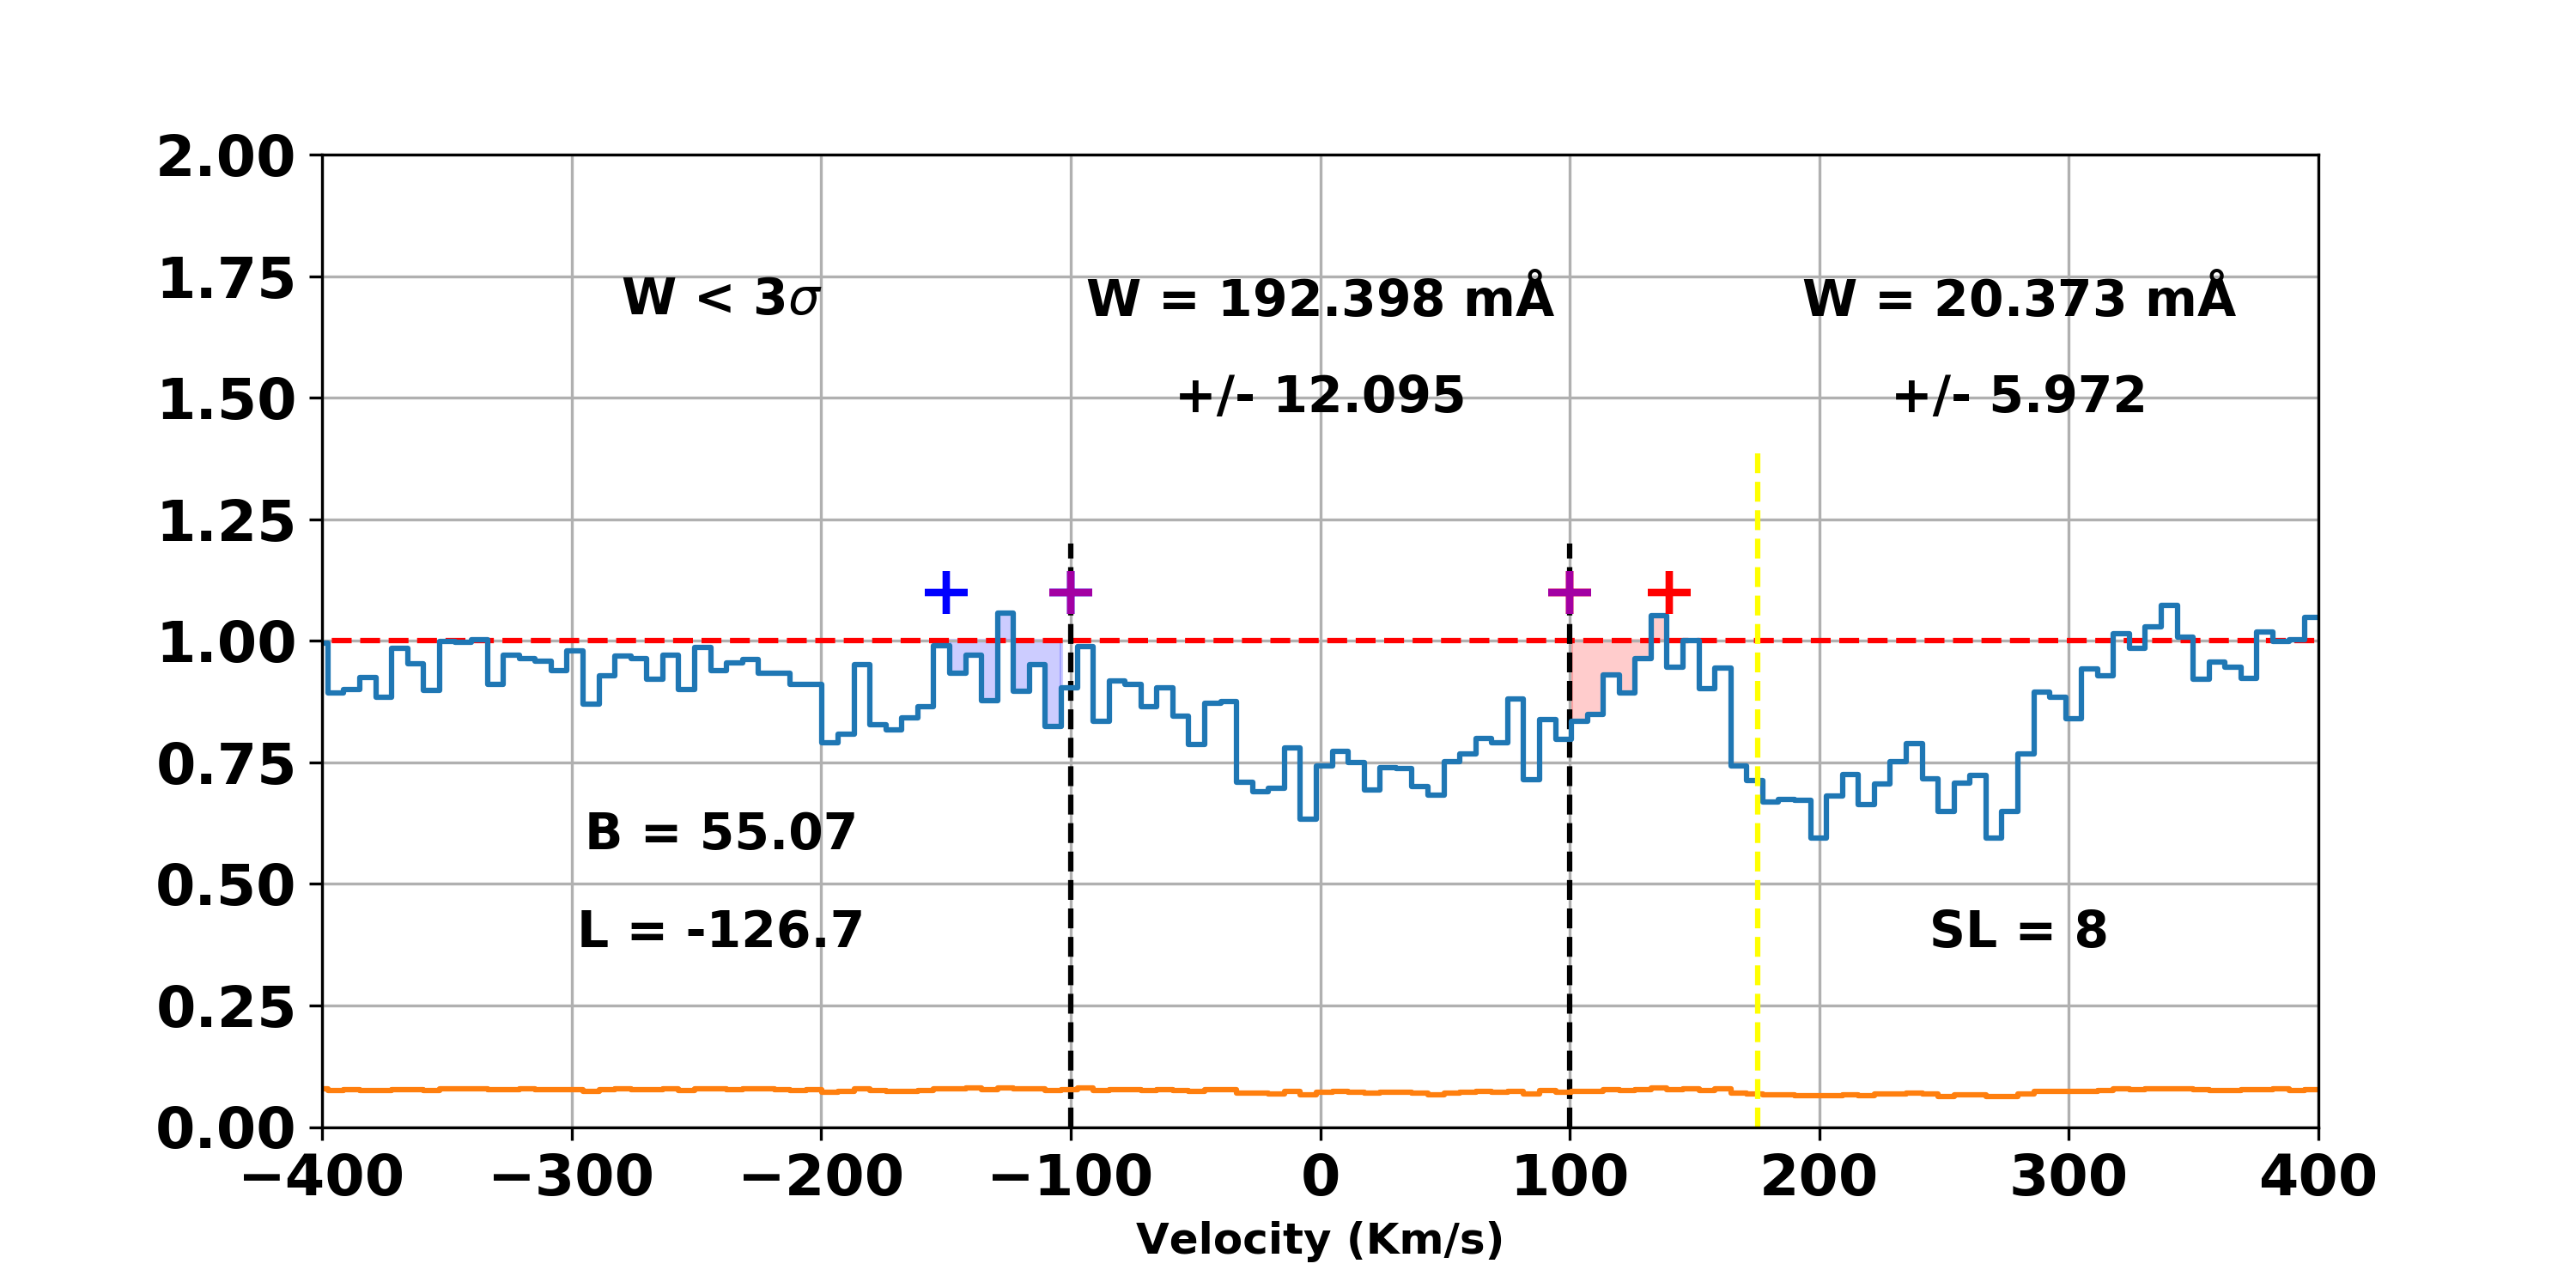 2.00
1.75
1.50
1.25
1.00
0.75
0.50
0.25
0.00
W < 3σ
W = 192.398 mÅ
+/- 12.095
W = 20.373 mÅ
+/- 5.972
B = 55.07
L = -126.7
SL = 8
−400 −300 −200 −100 0 100 200 300 400
Velocity (Km/s)